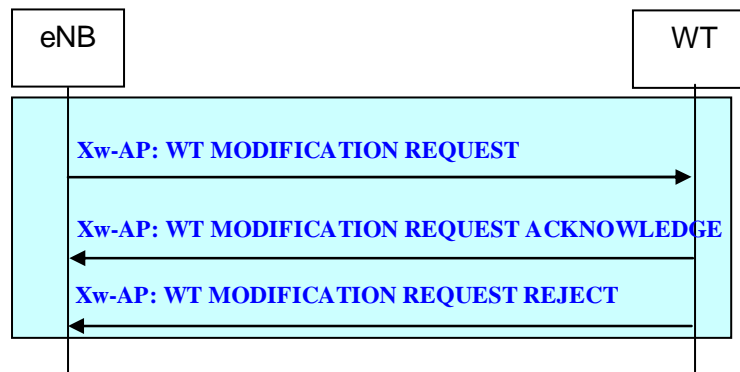 eNB
WT
Xw-AP: WT MODIFICATION REQUEST
Xw-AP: WT MODIFICATION REQUEST ACKNOWLEDGE
Xw-AP: WT MODIFICATION REQUEST REJECT